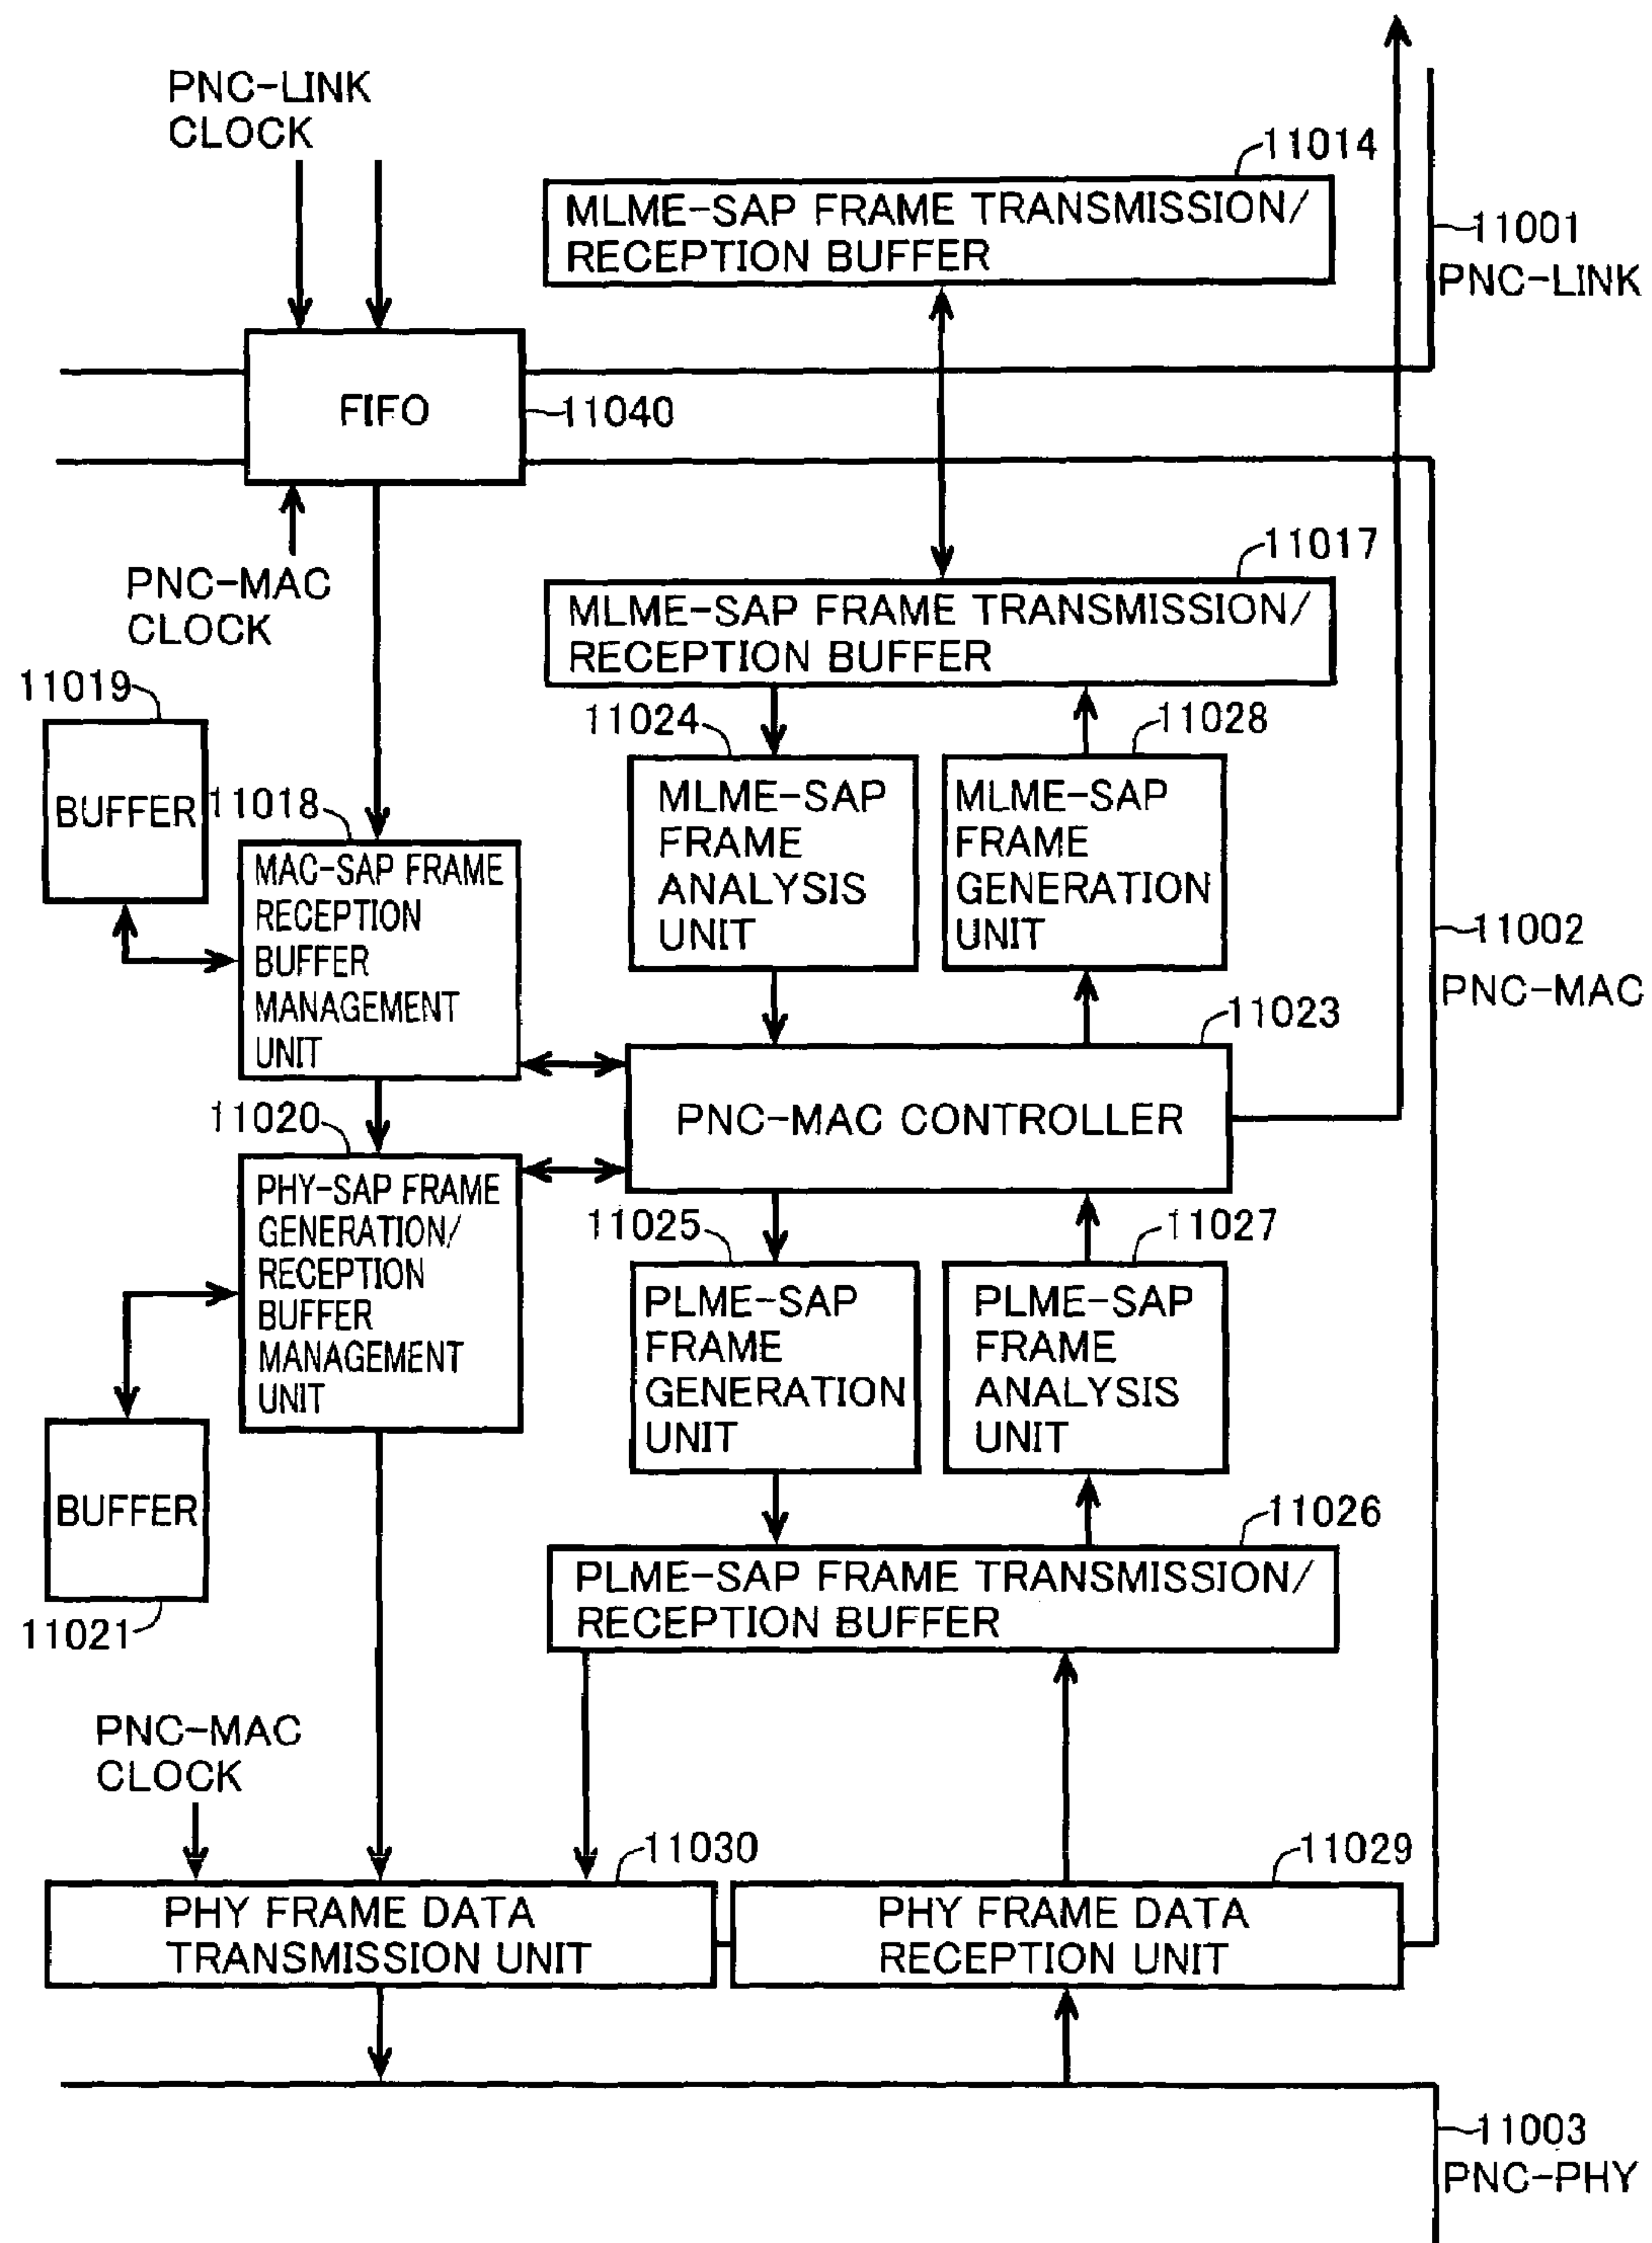 PNC-LINK
CLOCK
11014
MLME-SAP FRAME TRANSMISSION/
RECEPTION BUFFER
11001
PNC-LINK
FIFO
11040
PNC-MAC
CLOCK
11017
MLME-SAP FRAME TRANSMISSION/
RECEPTION BUFFER
11019
BUFFER
11018
MAC-SAP FRAME
RECEPTION
BUFFER
MANAGEMENT
UNIT
11024
MLME-SAP
FRAME
ANALYSIS
UNIT
11028
MLME-SAP
FRAME
GENERATION
UNIT
11002
PNC-MAC
11023
PNC-MAC CONTROLLER
11020
PHY-SAP FRAME
GENERATION/
RECEPTION
BUFFER
MANAGEMENT
UNIT
11025
PLME-SAP
FRAME
GENERATION
UNIT
11027
PLME-SAP
FRAME
ANALYSIS
UNIT
BUFFER
11021
11026
PLME-SAP FRAME TRANSMISSION/
RECEPTION BUFFER
PNC-MAC
CLOCK
11030
PHY FRAME DATA
TRANSMISSION UNIT
11029
PHY FRAME DATA
RECEPTION UNIT
11003
PNC-PHY